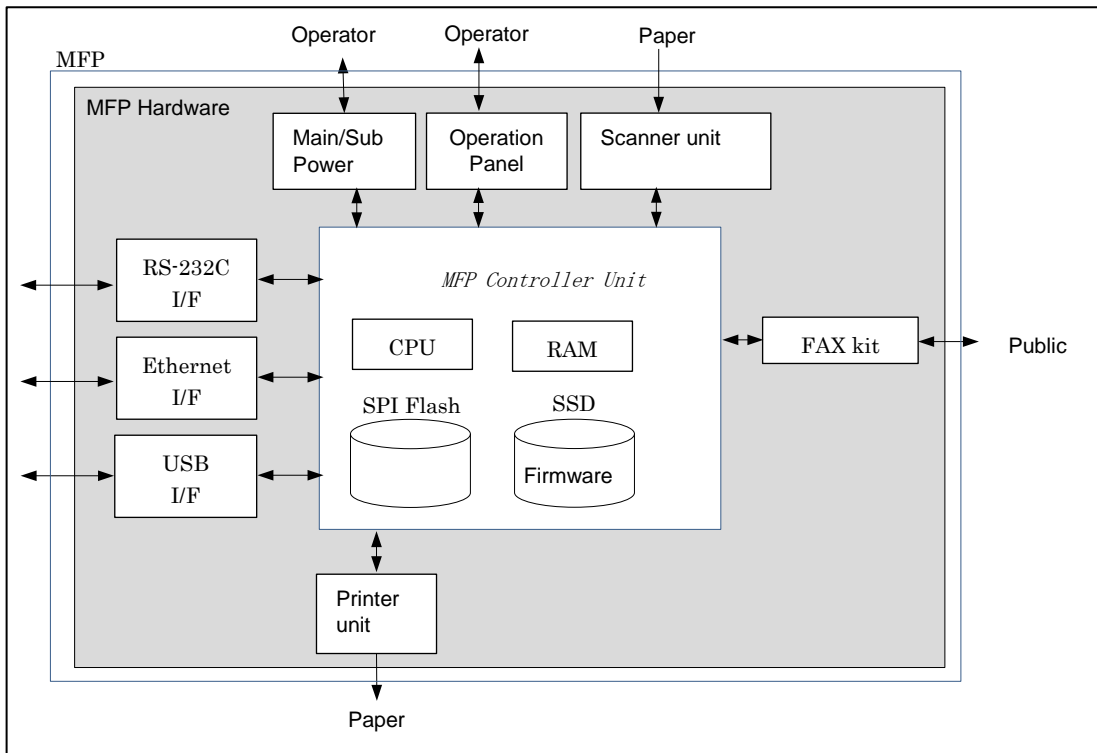 Operator
Operator
Paper
MFP
MFP Hardware
Main/Sub
Power
Operation
Panel
Scanner unit
RS-232C
I/F
MFP Controller Unit
CPU
RAM
FAX kit
Public
Ethernet
I/F
SPI Flash
SSD
Firmware
USB
I/F
Printer
unit
Paper